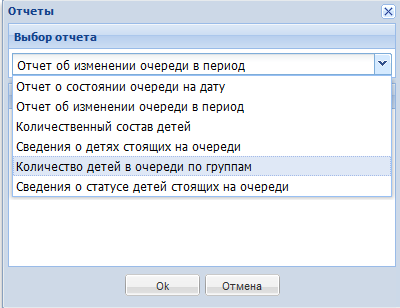 Отчеты
Выбор отчета
Отчет об изменении очереди в период
Отчет о состоянии очереди на дату
Отчет об изменении очереди в период
Количественный состав детей
Сведения о детях стоящих на очереди
Количество детей в очереди по группам
Сведения о статусе детей стоящих на очереди
Ok Отмена